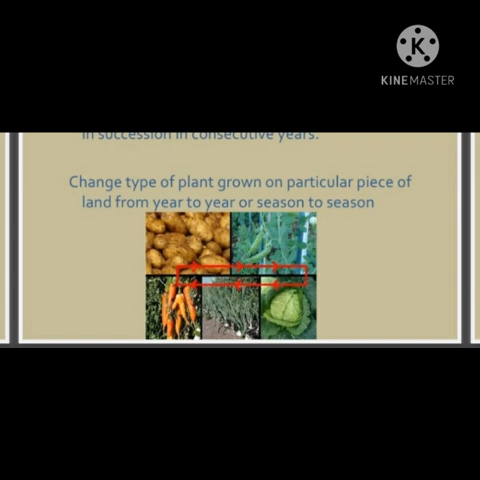 KINEMASTER
in succession in consecutive years.
Change type of plant grown on particular piece of
land from year to year or season to season